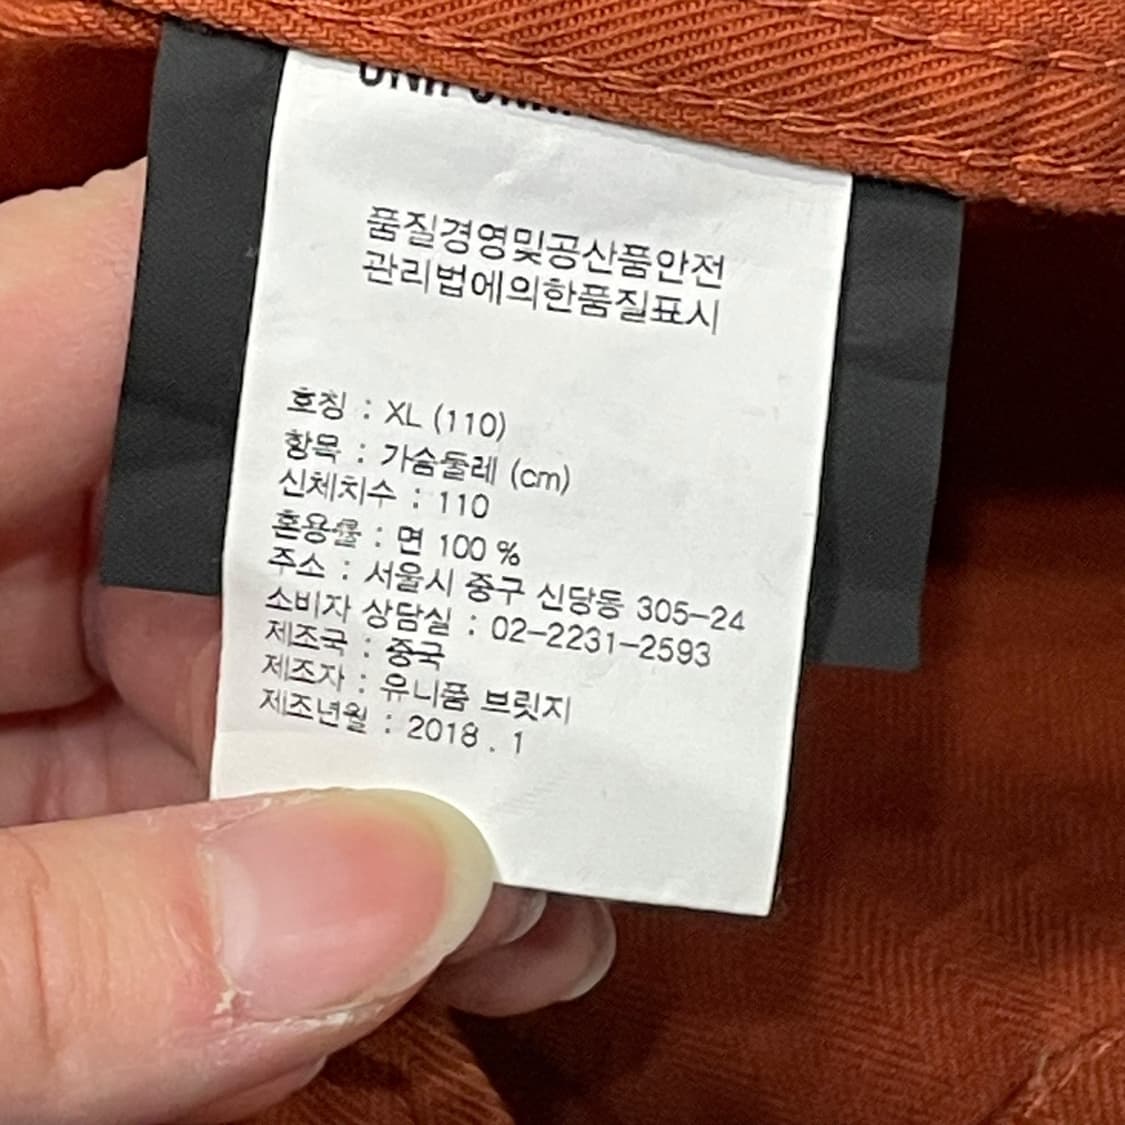 품질경영및공산품안전
관리법에의한품질표시
호칭 : XL (110)
항목 : 가슴둘레 (cm)
신체치수 : 110
혼용률 : 면 100 %
주소 : 서울시 중구 신당동 305-24
소비자 상담실 : 02-2231-2593
제조국 : 중국
제조자 : 유니품 브릿지
제조년월 : 2018 . 1